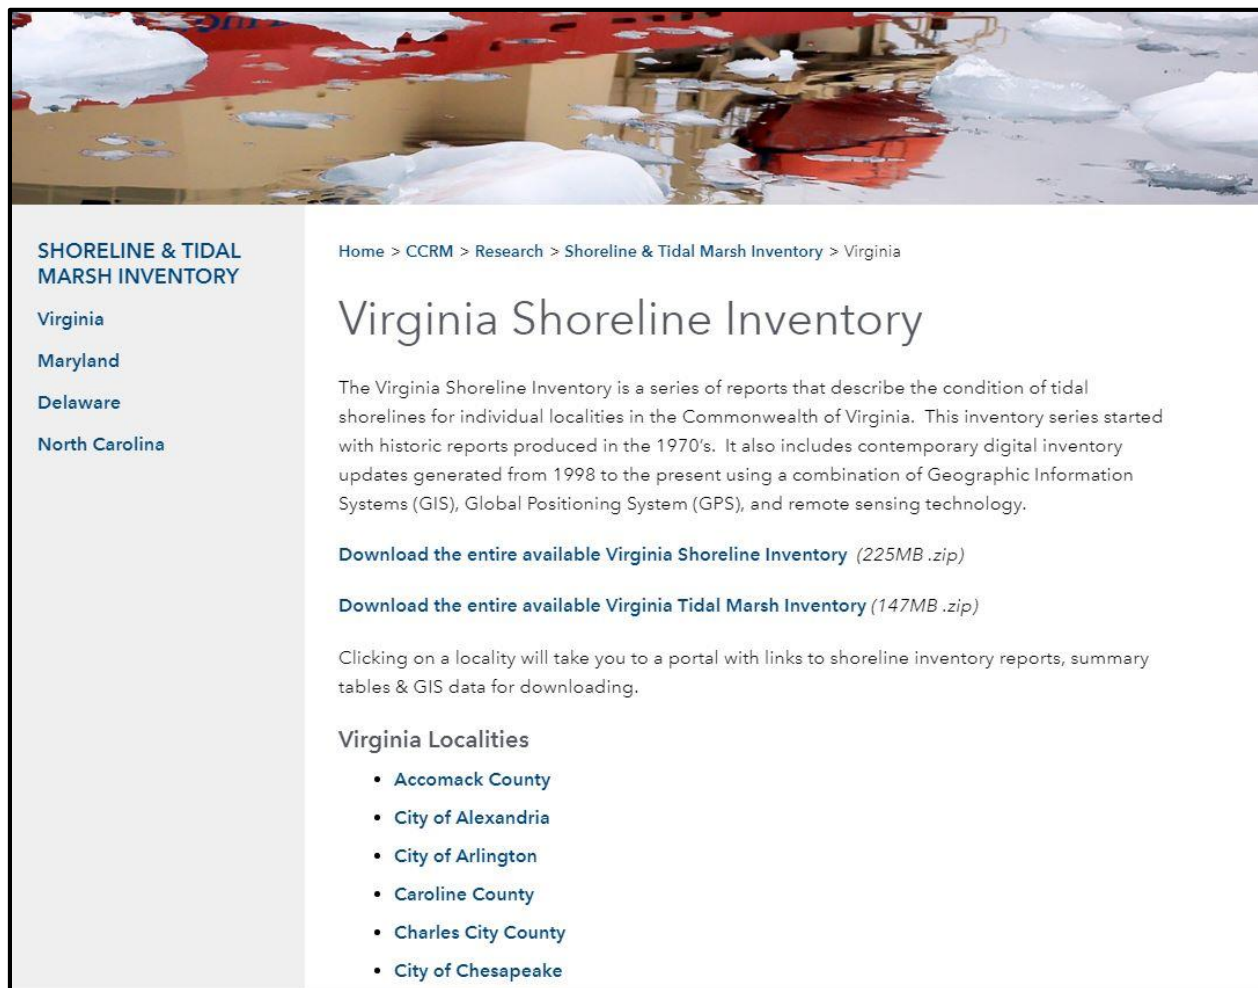 SHORELINE & TIDAL
MARSH INVENTORY
Virginia
Maryland
Delaware
North Carolina
Home > CCRM > Research > Shoreline & Tidal Marsh Inventory > Virginia
Virginia Shoreline Inventory
The Virginia Shoreline Inventory is a series of reports that describe the condition of tidal
shorelines for individual localities in the Commonwealth of Virginia.  This inventory series started
with historic reports produced in the 1970's.  It also includes contemporary digital inventory
updates generated from 1998 to the present using a combination of Geographic Information
Systems (GIS), Global Positioning System (GPS), and remote sensing technology.
Download the entire available Virginia Shoreline Inventory  (225MB .zip)
Download the entire available Virginia Tidal Marsh Inventory (147MB .zip)
Clicking on a locality will take you to a portal with links to shoreline inventory reports, summary
tables & GIS data for downloading.
Virginia Localities
• Accomack County
• City of Alexandria
• City of Arlington
• Caroline County
• Charles City County
• City of Chesapeake